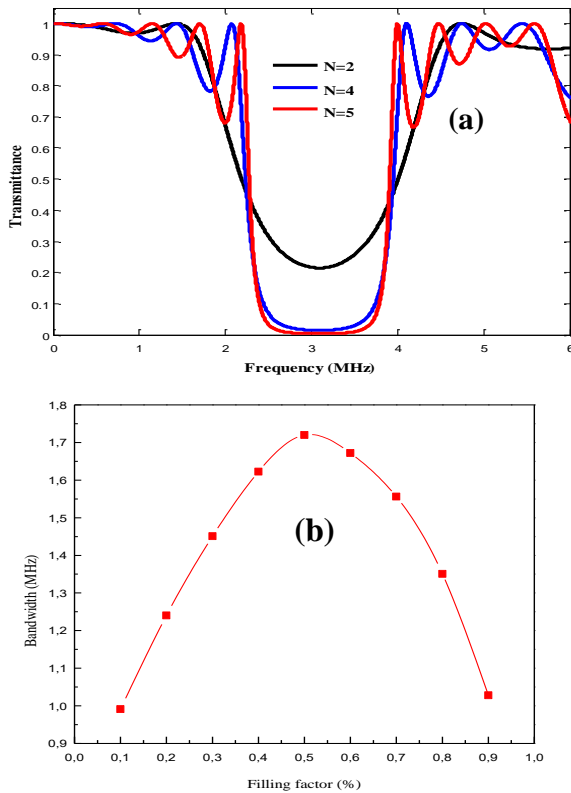 1
0.9
0.8
0.7
0.6
0.5
0.4
0.3
0.2
0.1
0
Transmittance
N=2
N=4
N=5
(a)
0 1 2 3 4 5 6
Frequency (MHz)
1,8
1,7
1,6
1,5
1,4
1,3
1,2
1,1
1,0
0,9
Bandwidth (MHz)
(b)
0,0 0,1 0,2 0,3 0,4 0,5 0,6 0,7 0,8 0,9 1,0
Filling factor (%)